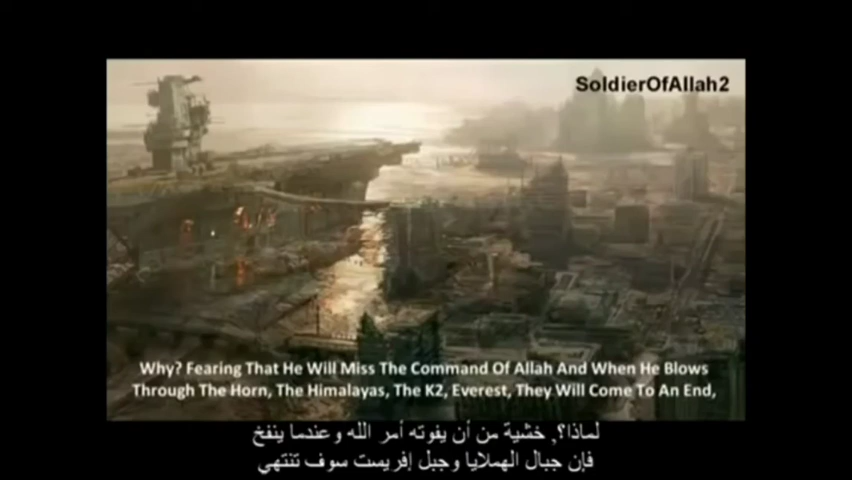 SoldierOfAllah2
Why? Fearing That He Will Miss The Command Of Allah And When He Blows
Through The Horn, The Himalayas, The K2, Everest, They Will Come To An End,
لماذا؟, خشية من أن يفوته أمر الله وعندما ينفخ
فإن جبال الهملايا وجبل إفريست سوف تنتهي